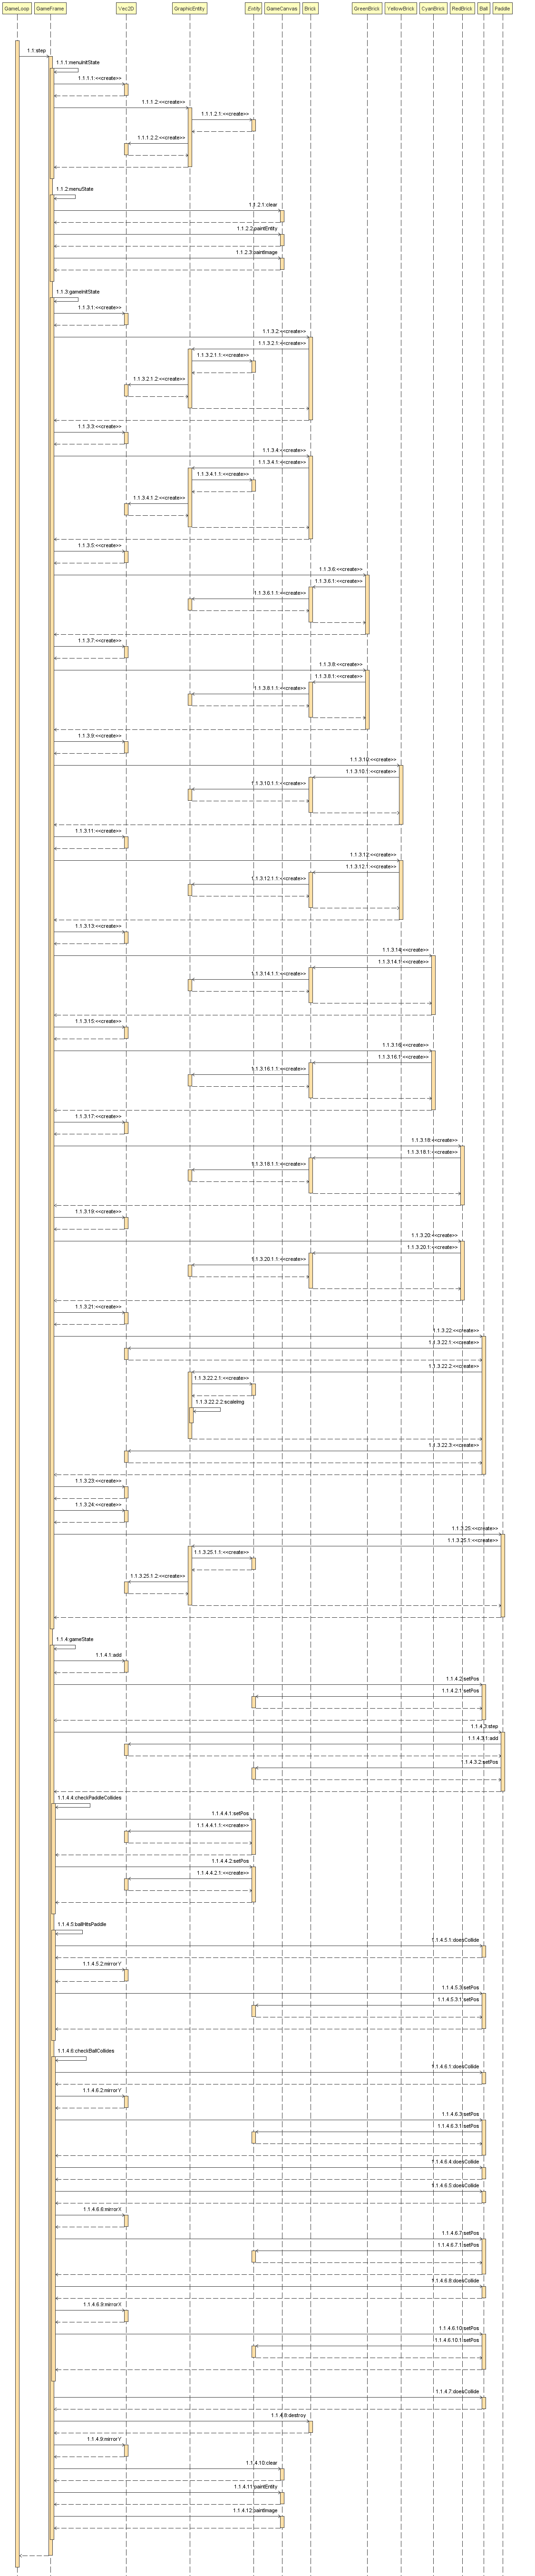 GameLoop GameFrame Vec2D GraphicEntity Entity GameCanvas Brick GreenBrick YellowBrick CyanBrick RedBrick Ball Paddle
1.1:step
1.1.1:menuInitState
1.1.1.1:<<create>>
1.1.1.2:<<create>>
1.1.1.2.1:<<create>>
1.1.1.2.2:<<create>>
1.1.2:menuState
1.1.2.1:clear
1.1.2.2:paintEntity
1.1.2.3:paintImage
1.1.3:gameInitState
1.1.3.1:<<create>>
1.1.3.2:<<create>>
1.1.3.2.1:<<create>>
1.1.3.2.1.1:<<create>>
1.1.3.2.1.2:<<create>>
1.1.3.3:<<create>>
1.1.3.4:<<create>>
1.1.3.4.1:<<create>>
1.1.3.4.1.1:<<create>>
1.1.3.4.1.2:<<create>>
1.1.3.5:<<create>>
1.1.3.6:<<create>>
1.1.3.6.1:<<create>>
1.1.3.6.1.1:<<create>>
1.1.3.7:<<create>>
1.1.3.8:<<create>>
1.1.3.8.1:<<create>>
1.1.3.8.1.1:<<create>>
1.1.3.9:<<create>>
1.1.3.10:<<create>>
1.1.3.10.1:<<create>>
1.1.3.10.1.1:<<create>>
1.1.3.11:<<create>>
1.1.3.12:<<create>>
1.1.3.12.1:<<create>>
1.1.3.12.1.1:<<create>>
1.1.3.13:<<create>>
1.1.3.14:<<create>>
1.1.3.14.1:<<create>>
1.1.3.14.1.1:<<create>>
1.1.3.15:<<create>>
1.1.3.16:<<create>>
1.1.3.16.1:<<create>>
1.1.3.16.1.1:<<create>>
1.1.3.17:<<create>>
1.1.3.18:<<create>>
1.1.3.18.1:<<create>>
1.1.3.18.1.1:<<create>>
1.1.3.19:<<create>>
1.1.3.20:<<create>>
1.1.3.20.1:<<create>>
1.1.3.20.1.1:<<create>>
1.1.3.21:<<create>>
1.1.3.22:<<create>>
1.1.3.22.1:<<create>>
1.1.3.22.2:<<create>>
1.1.3.22.2.1:<<create>>
1.1.3.22.2.2:scaleImg
1.1.3.22.3:<<create>>
1.1.3.23:<<create>>
1.1.3.24:<<create>>
1.1.3.25:<<create>>
1.1.3.25.1:<<create>>
1.1.3.25.1.1:<<create>>
1.1.3.25.1.2:<<create>>
1.1.4:gameState
1.1.4.1:add
1.1.4.2:setPos
1.1.4.2.1:setPos
1.1.4.3:step
1.1.4.3.1:add
1.1.4.3.2:setPos
1.1.4.4:checkPaddleCollides
1.1.4.4.1:setPos
1.1.4.4.1.1:<<create>>
1.1.4.4.2:setPos
1.1.4.4.2.1:<<create>>
1.1.4.5:ballHitsPaddle
1.1.4.5.1:doesCollide
1.1.4.5.2:mirrorY
1.1.4.5.3:setPos
1.1.4.5.3.1:setPos
1.1.4.6:checkBallCollides
1.1.4.6.1:doesCollide
1.1.4.6.2:mirrorY
1.1.4.6.3:setPos
1.1.4.6.3.1:setPos
1.1.4.6.4:doesCollide
1.1.4.6.5:doesCollide
1.1.4.6.6:mirrorX
1.1.4.6.7:setPos
1.1.4.6.7.1:setPos
1.1.4.6.8:doesCollide
1.1.4.6.9:mirrorX
1.1.4.6.10:setPos
1.1.4.6.10.1:setPos
1.1.4.7:doesCollide
1.1.4.8:destroy
1.1.4.9:mirrorY
1.1.4.10:clear
1.1.4.11:paintEntity
1.1.4.12:paintImage